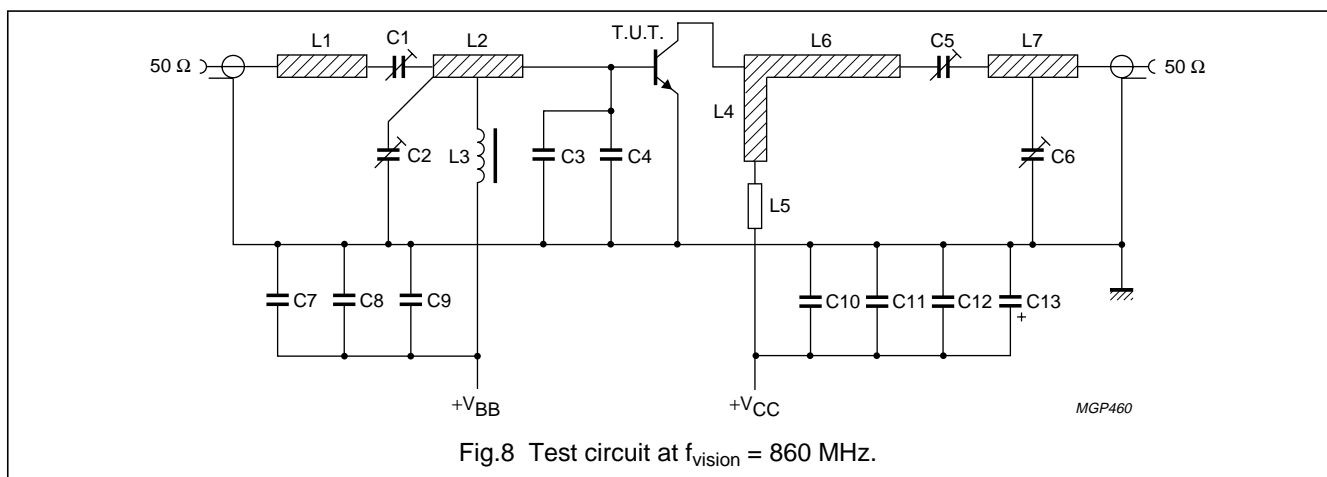 T.U.T.
50 Ω
L1
C1
L2
L6
C5
L7
50 Ω
L4
C2
L3
C3
C4
C6
L5
C7
C8
C9
C10
C11
C12
C13
+
+VBB
+VCC
MGP460
Fig.8 Test circuit at fvision = 860 MHz.